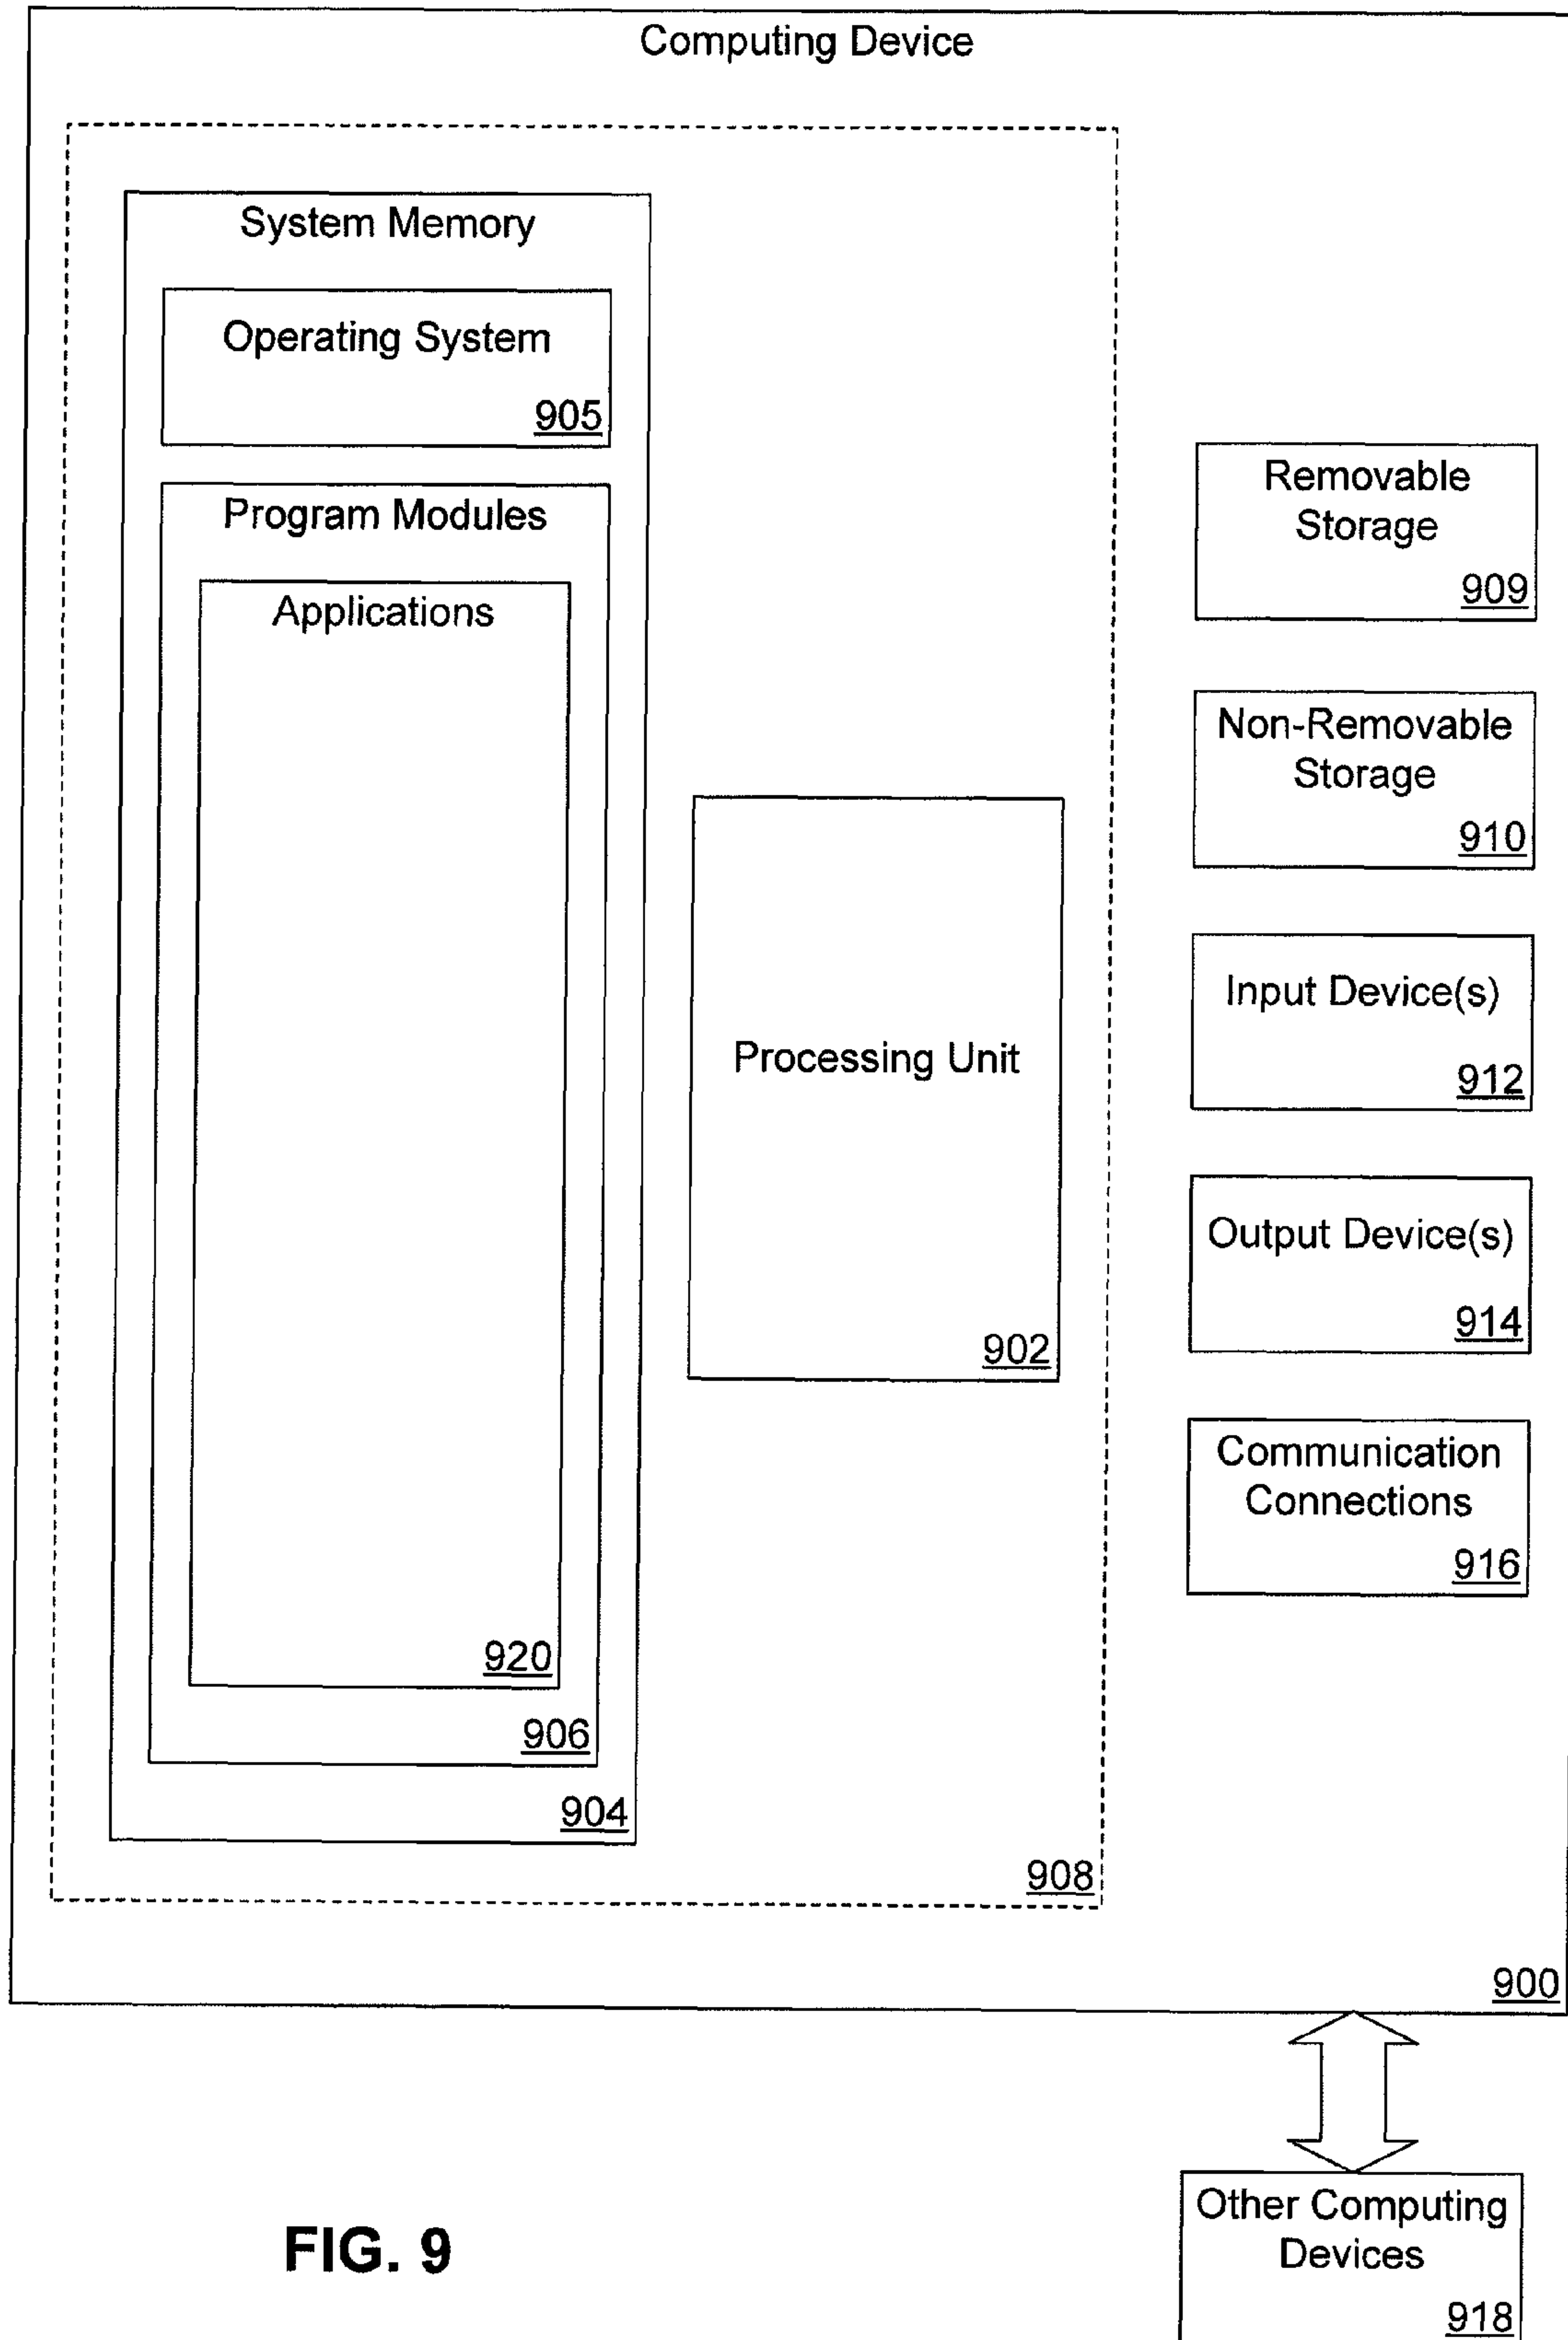 Computing Device
System Memory
Operating System
905
Program Modules
Applications
920
906
904
Processing Unit
902
908
Removable
Storage
909
Non-Removable
Storage
910
Input Device(s)
912
Output Device(s)
914
Communication
Connections
916
900
Other Computing
Devices
918
FIG. 9